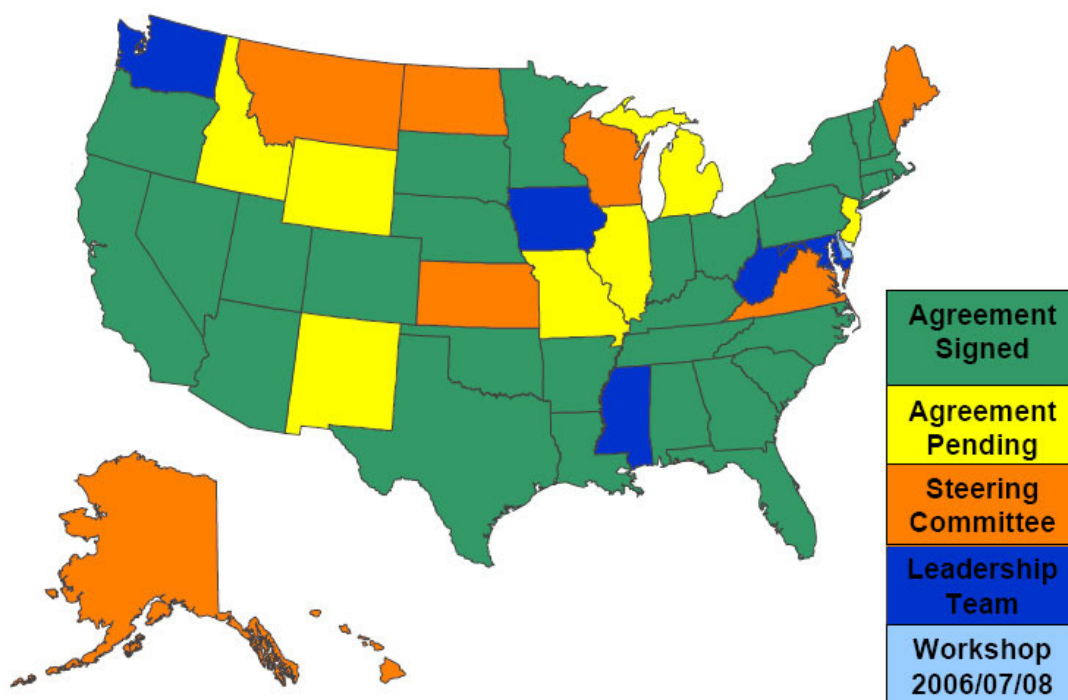 Agreement
Signed
Agreement
Pending
Steering
Committee
Leadership
Team
Workshop
2006/07/08